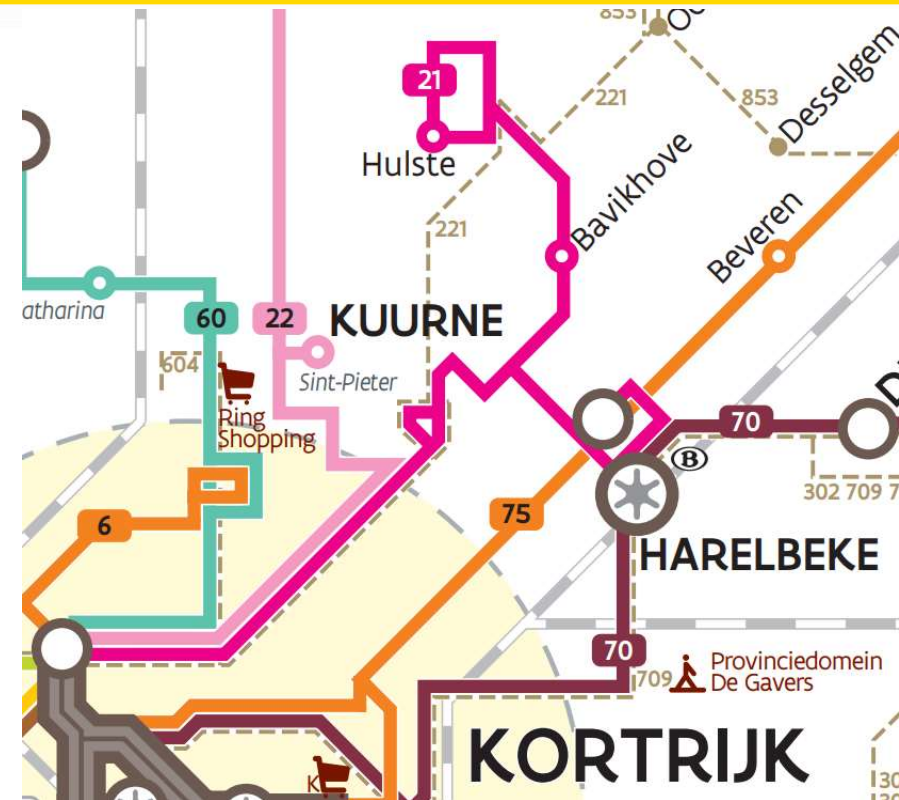 853
21
221
853
Desselgem
Hulste
Bavikhove
221
Beveren
atharina
60
22
KUURNE
604
Sint-Pieter
Ring
Shopping
70
B
302 709 7
6
75
HARELBEKE
70
709
Provinciedomein
De Gavers
KORTRIJK
K